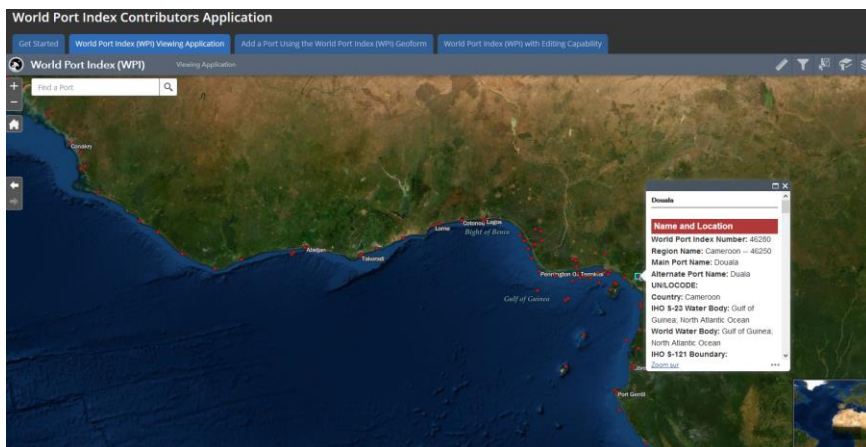 World Port Index Contributors Application
Get Started
World Port Index (WPI) Viewing Application
Add a Port Using the World Port Index (WPI) Geoform
World Port Index (WPI) with Editing Capability
World Port Index (WPI)
Viewing Application
Find a Port
Conakry
Abidjan
Takoradi
Lome
Cotonou
Lagos
Bight of Benin
Pennington Oil Terminal
Gulf of Guinea
Port Gentil
Douala
Name and Location
World Port Index Number: 46280
Region Name: Cameroon -- 46250
Main Port Name: Douala
Alternate Port Name: Duala
UN/LOCODE:
Country: Cameroon
IHO S-23 Water Body: Gulf of
Guinea; North Atlantic Ocean
World Water Body: Gulf of Guinea;
North Atlantic Ocean
IHO S-121 Boundary:
Zoom sur